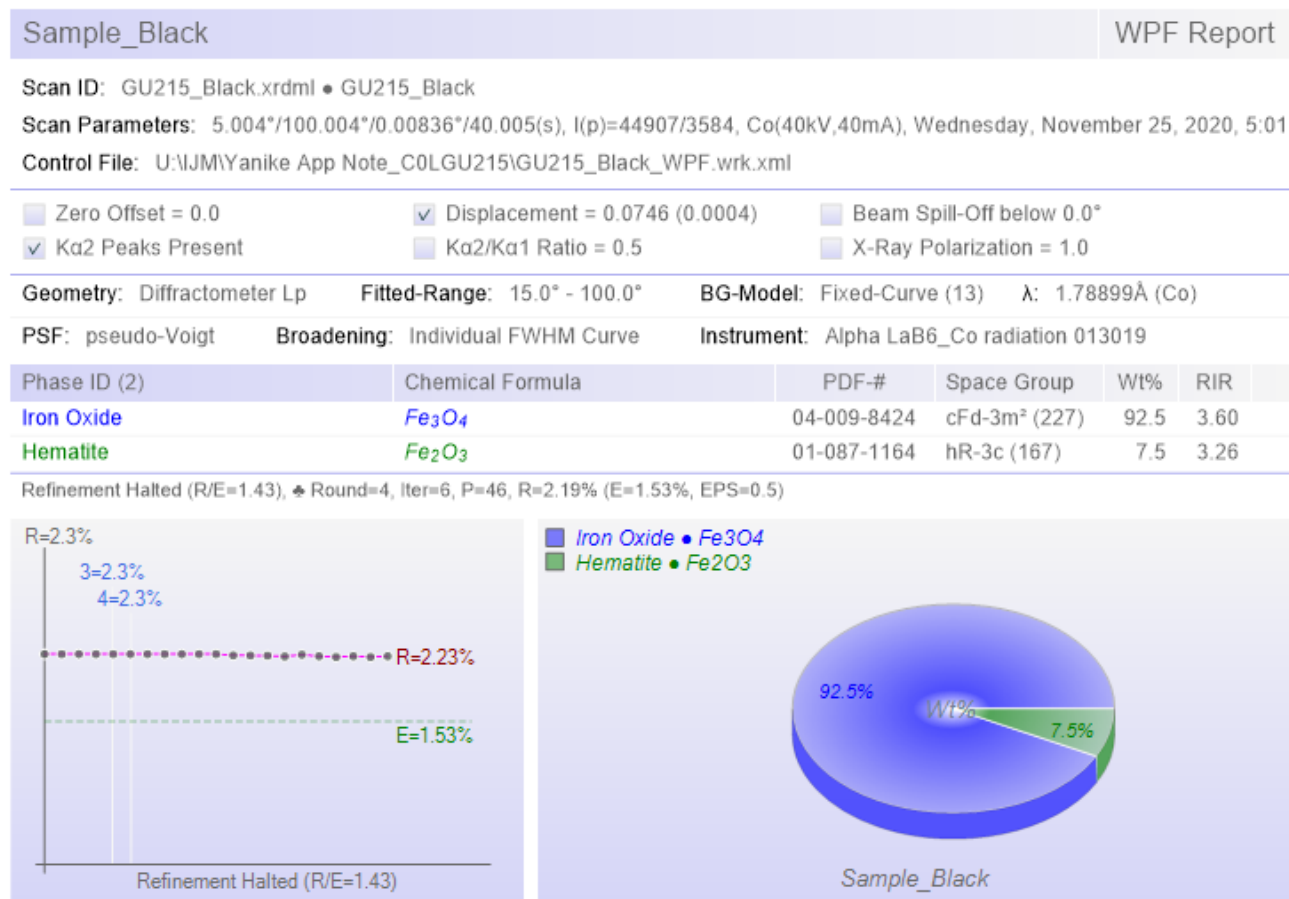 Sample_Black WPF Report
Scan ID: GU215_Black.xrdml ● GU215_Black
Scan Parameters: 5.004°/100.004°/0.00836°/40.005(s), I(p)=44907/3584, Co(40kV,40mA), Wednesday, November 25, 2020, 5:01
Control File: U:\IJM\Yanike App Note_C0LGU215\GU215_Black_WPF.wrk.xml
Zero Offset = 0.0 Displacement = 0.0746 (0.0004) Beam Spill-Off below 0.0°
Kα2 Peaks Present Kα2/Kα1 Ratio = 0.5 X-Ray Polarization = 1.0
Geometry: Diffractometer Lp Fitted-Range: 15.0° - 100.0° BG-Model: Fixed-Curve (13) λ: 1.78899Å (Co)
PSF: pseudo-Voigt Broadening: Individual FWHM Curve Instrument: Alpha LaB6_Co radiation 013019
Phase ID (2) Chemical Formula PDF-# Space Group Wt% RIR
Iron Oxide Fe₃O₄ 04-009-8424 cFd-3m² (227) 92.5 3.60
Hematite Fe₂O₃ 01-087-1164 hR-3c (167) 7.5 3.26
Refinement Halted (R/E=1.43), ♣ Round=4, Iter=6, P=46, R=2.19% (E=1.53%, EPS=0.5)
R=2.3%
3=2.3%
4=2.3%
R=2.23%
E=1.53%
Refinement Halted (R/E=1.43)
Iron Oxide ● Fe3O4
Hematite ● Fe2O3
92.5%
Wt%
7.5%
Sample_Black